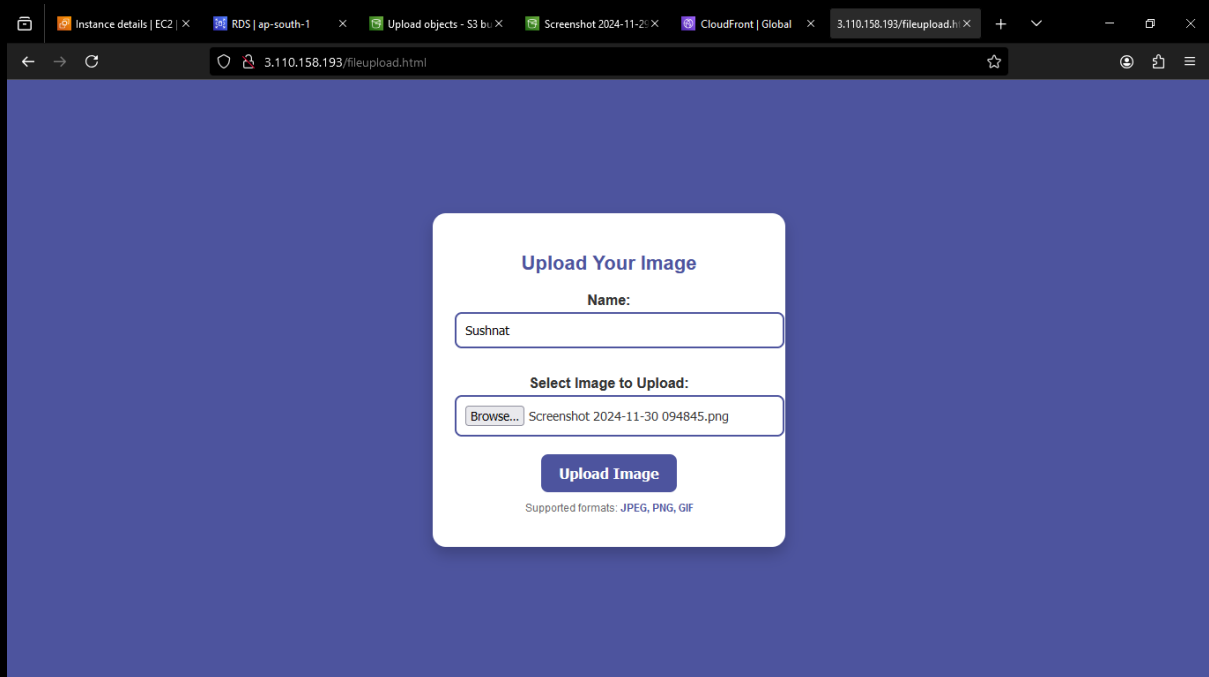 Instance details | EC2 |
RDS | ap-south-1
Upload objects - S3 bu
Screenshot 2024-11-29
CloudFront | Global
3.110.158.193/fileupload.ht
3.110.158.193/fileupload.html
Upload Your Image
Name:
Sushnat
Select Image to Upload:
Browse... Screenshot 2024-11-30 094845.png
Upload Image
Supported formats: JPEG, PNG, GIF